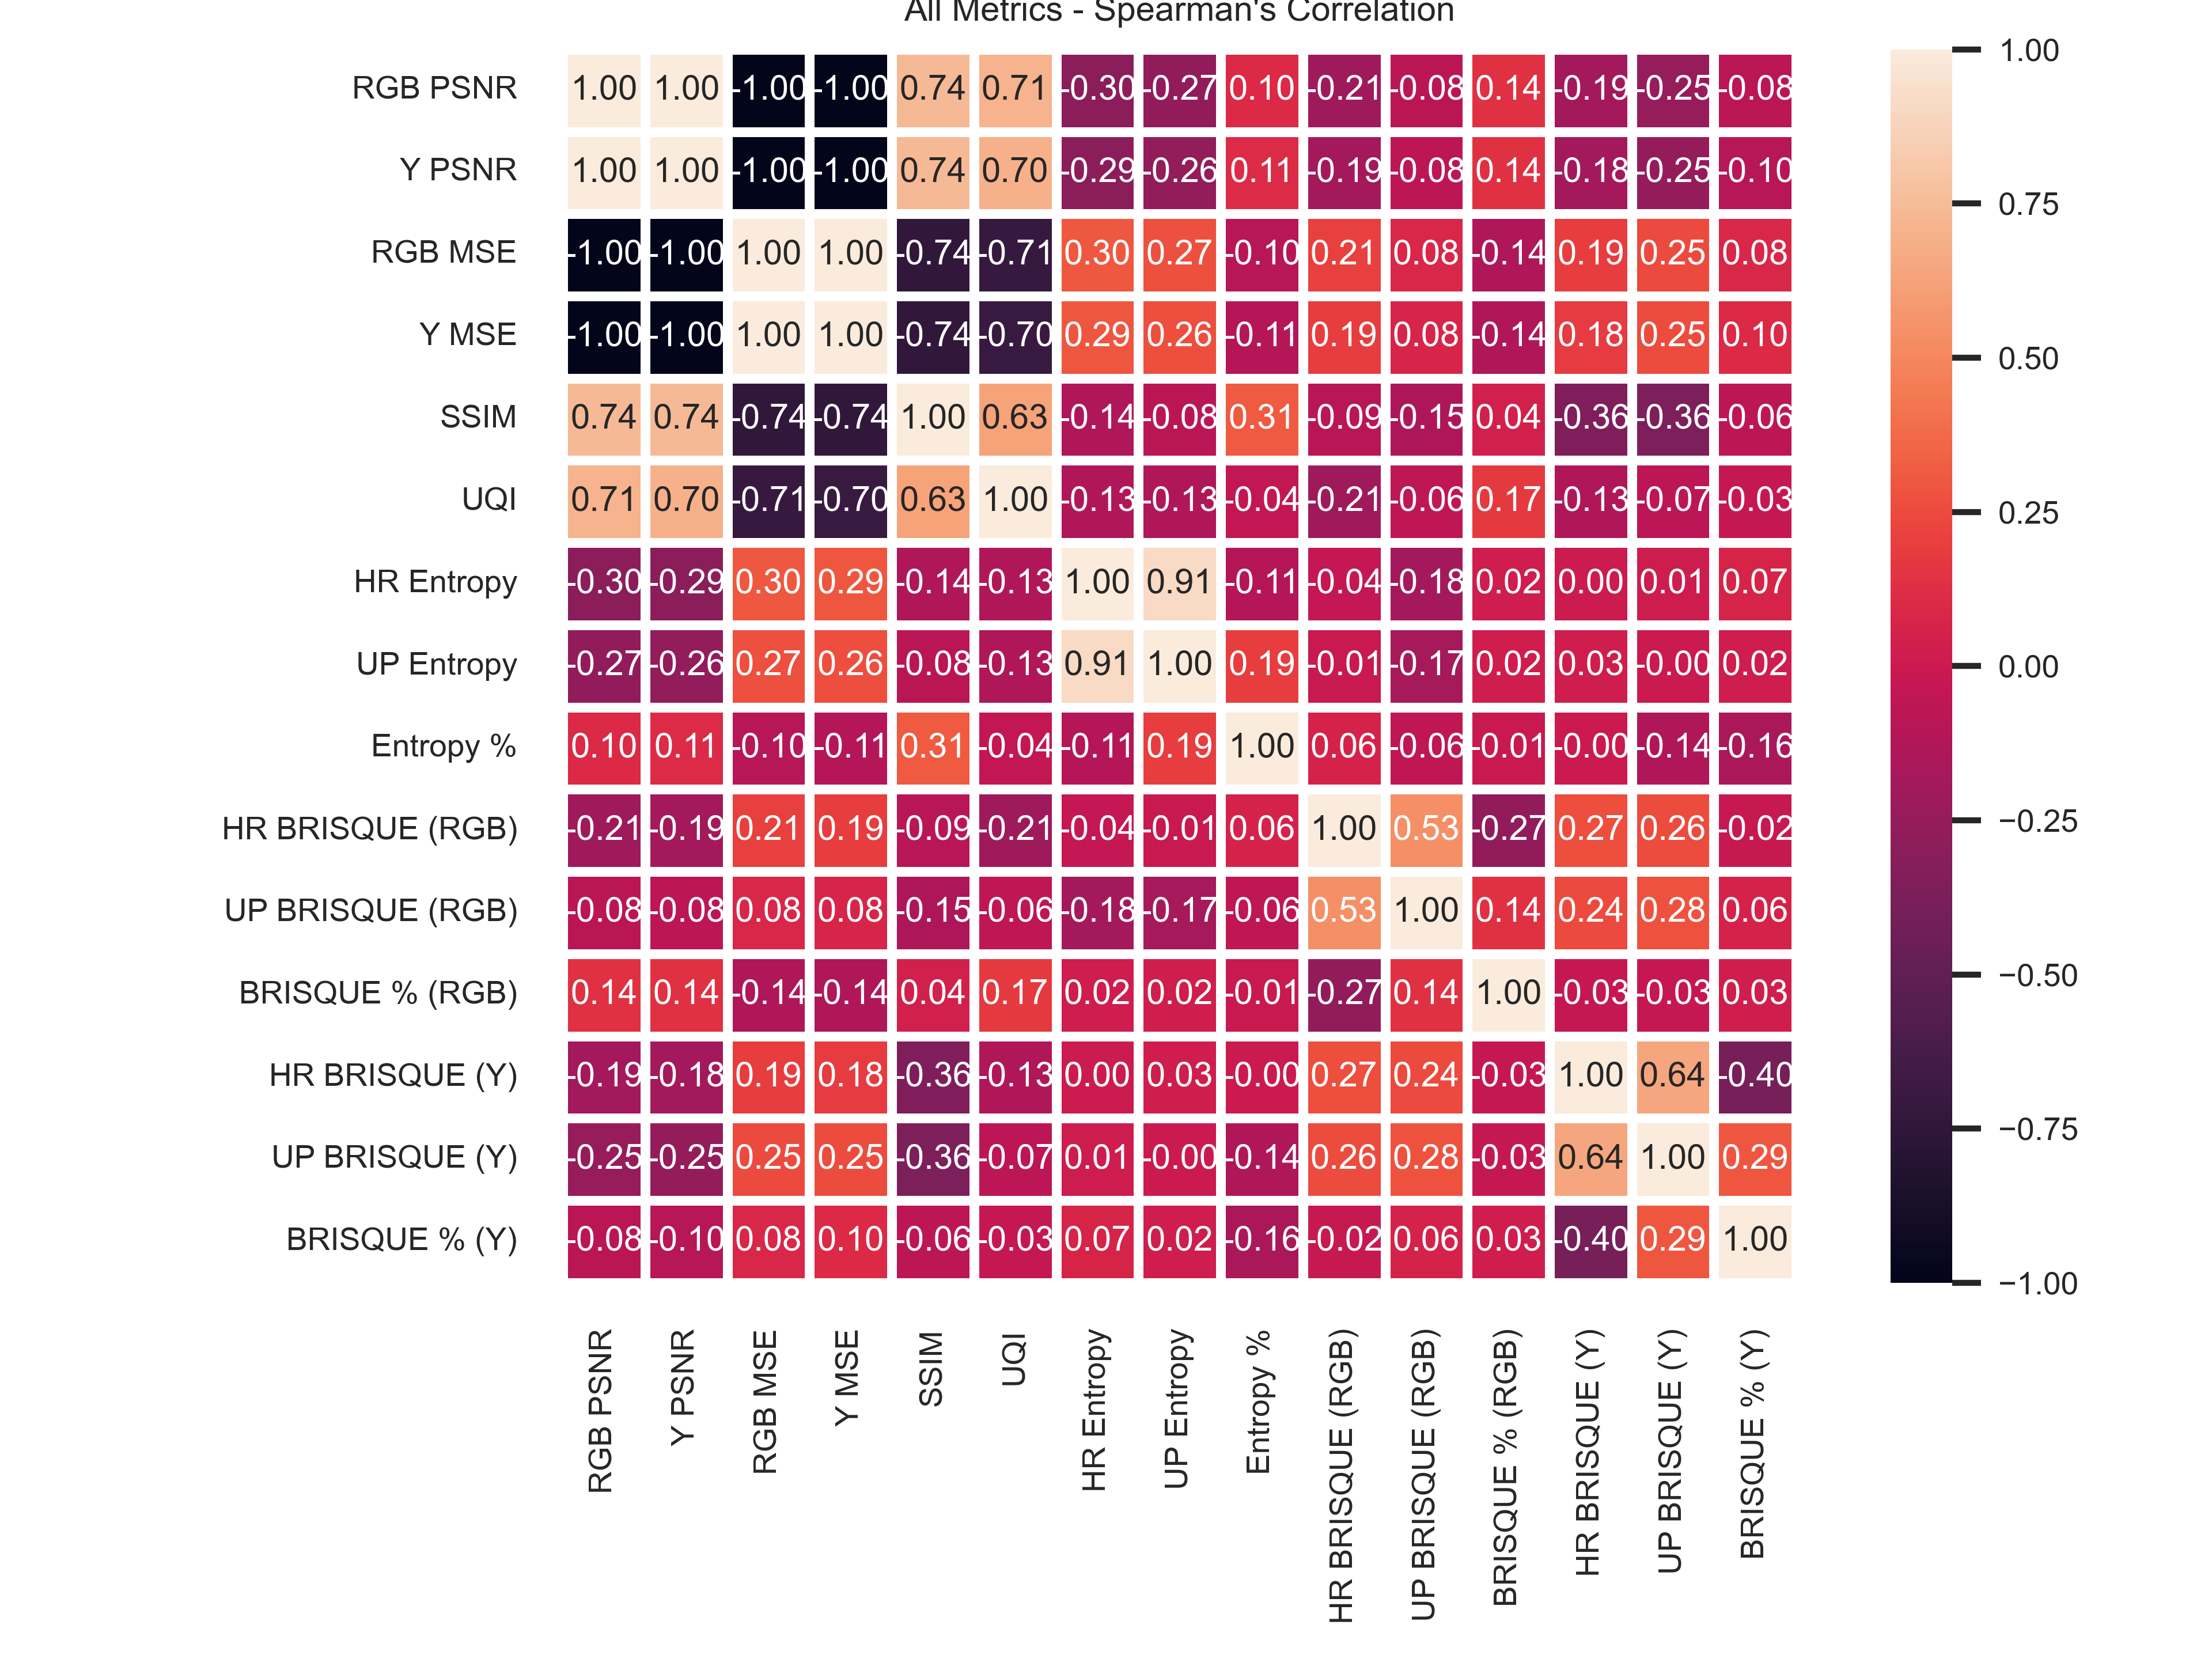 All Metrics - Spearman's Correlation
RGB PSNR 1.00 1.00 -1.00 -1.00 0.74 0.71 -0.30 -0.27 0.10 -0.21 -0.08 0.14 -0.19 -0.25 -0.08
Y PSNR 1.00 1.00 -1.00 -1.00 0.74 0.70 -0.29 -0.26 0.11 -0.19 -0.08 0.14 -0.18 -0.25 -0.10
RGB MSE -1.00 -1.00 1.00 1.00 -0.74 -0.71 0.30 0.27 -0.10 0.21 0.08 -0.14 0.19 0.25 0.08
Y MSE -1.00 -1.00 1.00 1.00 -0.74 -0.70 0.29 0.26 -0.11 0.19 0.08 -0.14 0.18 0.25 0.10
SSIM 0.74 0.74 -0.74 -0.74 1.00 0.63 -0.14 -0.08 0.31 -0.09 -0.15 0.04 -0.36 -0.36 -0.06
UQI 0.71 0.70 -0.71 -0.70 0.63 1.00 -0.13 -0.13 -0.04 -0.21 -0.06 0.17 -0.13 -0.07 -0.03
HR Entropy -0.30 -0.29 0.30 0.29 -0.14 -0.13 1.00 0.91 -0.11 -0.04 -0.18 0.02 0.00 0.01 0.07
UP Entropy -0.27 -0.26 0.27 0.26 -0.08 -0.13 0.91 1.00 0.19 -0.01 -0.17 0.02 0.03 -0.00 0.02
Entropy % 0.10 0.11 -0.10 -0.11 0.31 -0.04 -0.11 0.19 1.00 0.06 -0.06 -0.01 -0.00 -0.14 -0.16
HR BRISQUE (RGB) -0.21 -0.19 0.21 0.19 -0.09 -0.21 -0.04 -0.01 0.06 1.00 0.53 -0.27 0.27 0.26 -0.02
UP BRISQUE (RGB) -0.08 -0.08 0.08 0.08 -0.15 -0.06 -0.18 -0.17 -0.06 0.53 1.00 0.14 0.24 0.28 0.06
BRISQUE % (RGB) 0.14 0.14 -0.14 -0.14 0.04 0.17 0.02 0.02 -0.01 -0.27 0.14 1.00 -0.03 -0.03 0.03
HR BRISQUE (Y) -0.19 -0.18 0.19 0.18 -0.36 -0.13 0.00 0.03 -0.00 0.27 0.24 -0.03 1.00 0.64 -0.40
UP BRISQUE (Y) -0.25 -0.25 0.25 0.25 -0.36 -0.07 0.01 -0.00 -0.14 0.26 0.28 -0.03 0.64 1.00 0.29
BRISQUE % (Y) -0.08 -0.10 0.08 0.10 -0.06 -0.03 0.07 0.02 -0.16 -0.02 0.06 0.03 -0.40 0.29 1.00
RGB PSNR
Y PSNR
RGB MSE
Y MSE
SSIM
UQI
HR Entropy
UP Entropy
Entropy %
HR BRISQUE (RGB)
UP BRISQUE (RGB)
BRISQUE % (RGB)
HR BRISQUE (Y)
UP BRISQUE (Y)
BRISQUE % (Y)
1.00
0.75
0.50
0.25
0.00
−0.25
−0.50
−0.75
−1.00